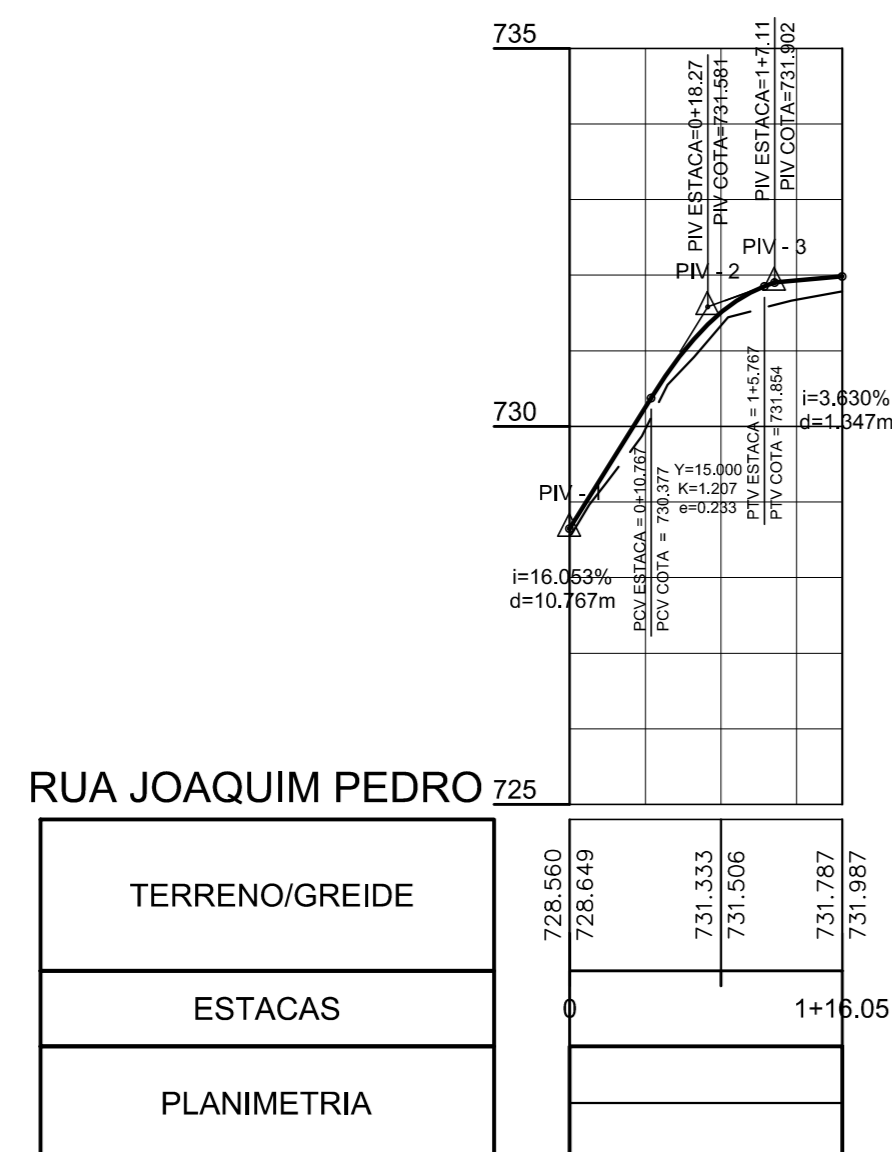 735
PIV ESTACA=0+18.27
PIV COTA=731.581
PIV ESTACA=1+7.11
PIV COTA=731.902
PIV - 3
PIV - 2
730
i=3.630%
d=1.347m
PTV ESTACA = 1+5.767
PTV COTA = 731.854
Y=15.000
K=1.207
e=0.233
PCV ESTACA = 0+10.767
PCV COTA = 730.377
PIV - 1
i=16.053%
d=10.767m
RUA JOAQUIM PEDRO
725
TERRENO/GREIDE
728.560
728.649
731.333
731.506
731.787
731.987
ESTACAS
0
1+16.05
PLANIMETRIA